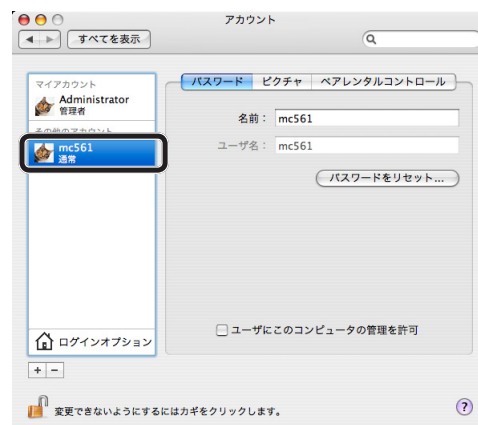 アカウント
すべてを表示
マイアカウント
Administrator
管理者
その他のアカウント
mc561
通常
ログインオプション
パスワード ピクチャ ペアレンタルコントロール
名前： mc561
ユーザ名： mc561
パスワードをリセット...
ユーザにこのコンピュータの管理を許可
+ −
変更できないようにするにはカギをクリックします。
?